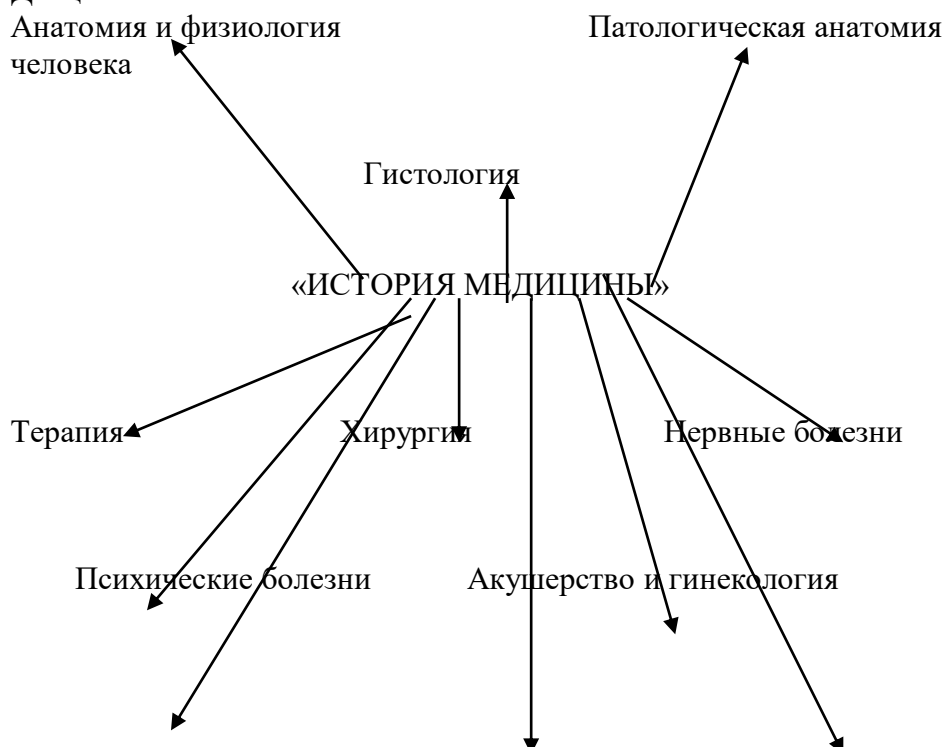 Анатомия и физиология Патологическая анатомия
человека
Гистология
«ИСТОРИЯ МЕДИЦИНЫ»
Терапия Хирургия Нервные болезни
Психические болезни Акушерство и гинекология